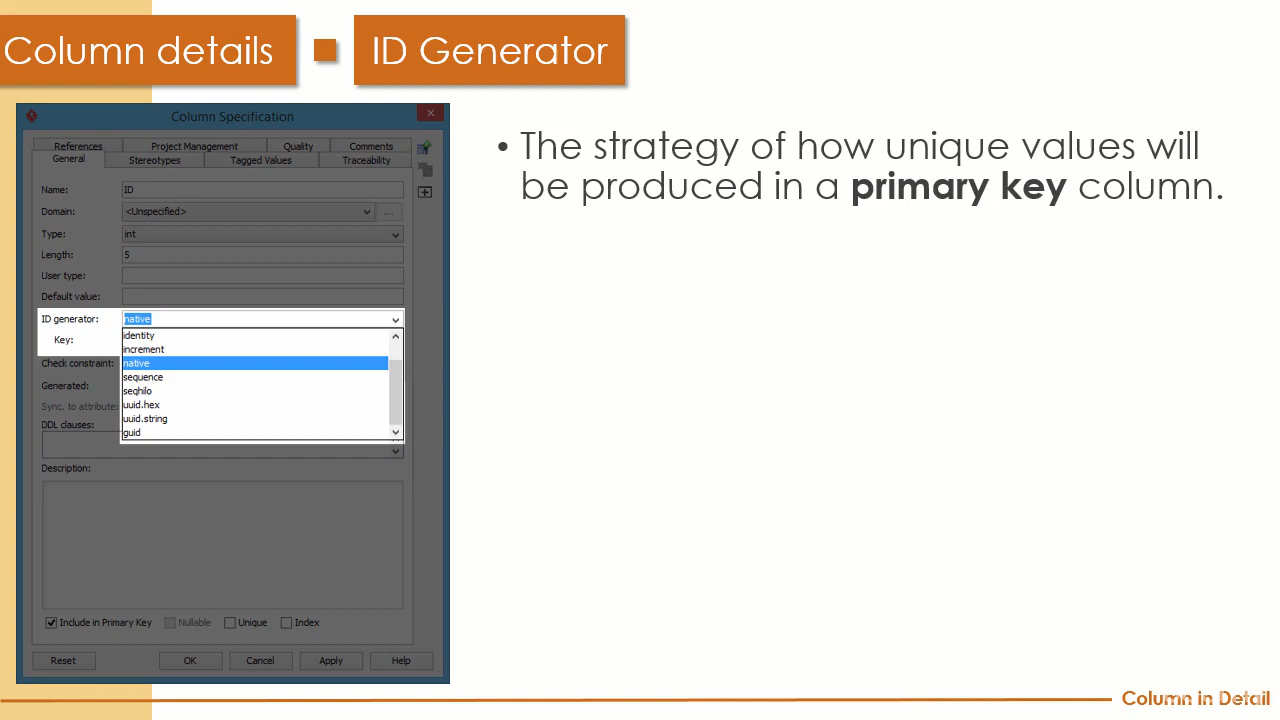 Column details
ID Generator
Column Specification
References Project Management Quality Comments
General Stereotypes Tagged Values Traceability
Name: ID
Domain: <Unspecified> ...
Type: int
Length: 5
User type:
Default value:
ID generator: native
Key:
identity
increment
Check constraint: native
sequence
Generated:
seqhilo
Sync. to attribute: uuid.hex
uuid.string
DDL clauses:
guid
Description:
Include in Primary Key Nullable Unique Index
Reset OK Cancel Apply Help
• The strategy of how unique values will
be produced in a primary key column.
Column in Detail